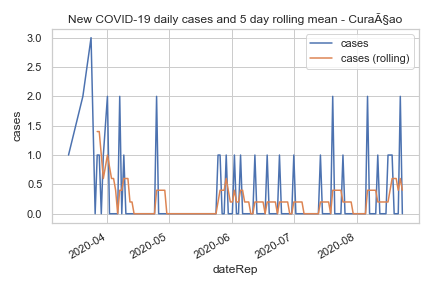 New COVID-19 daily cases and 5 day rolling mean - CuraÃ§ao
cases
cases (rolling)
3.0
2.5
2.0
1.5
1.0
0.5
0.0
cases
2020-04
2020-05
2020-06
2020-07
2020-08
dateRep